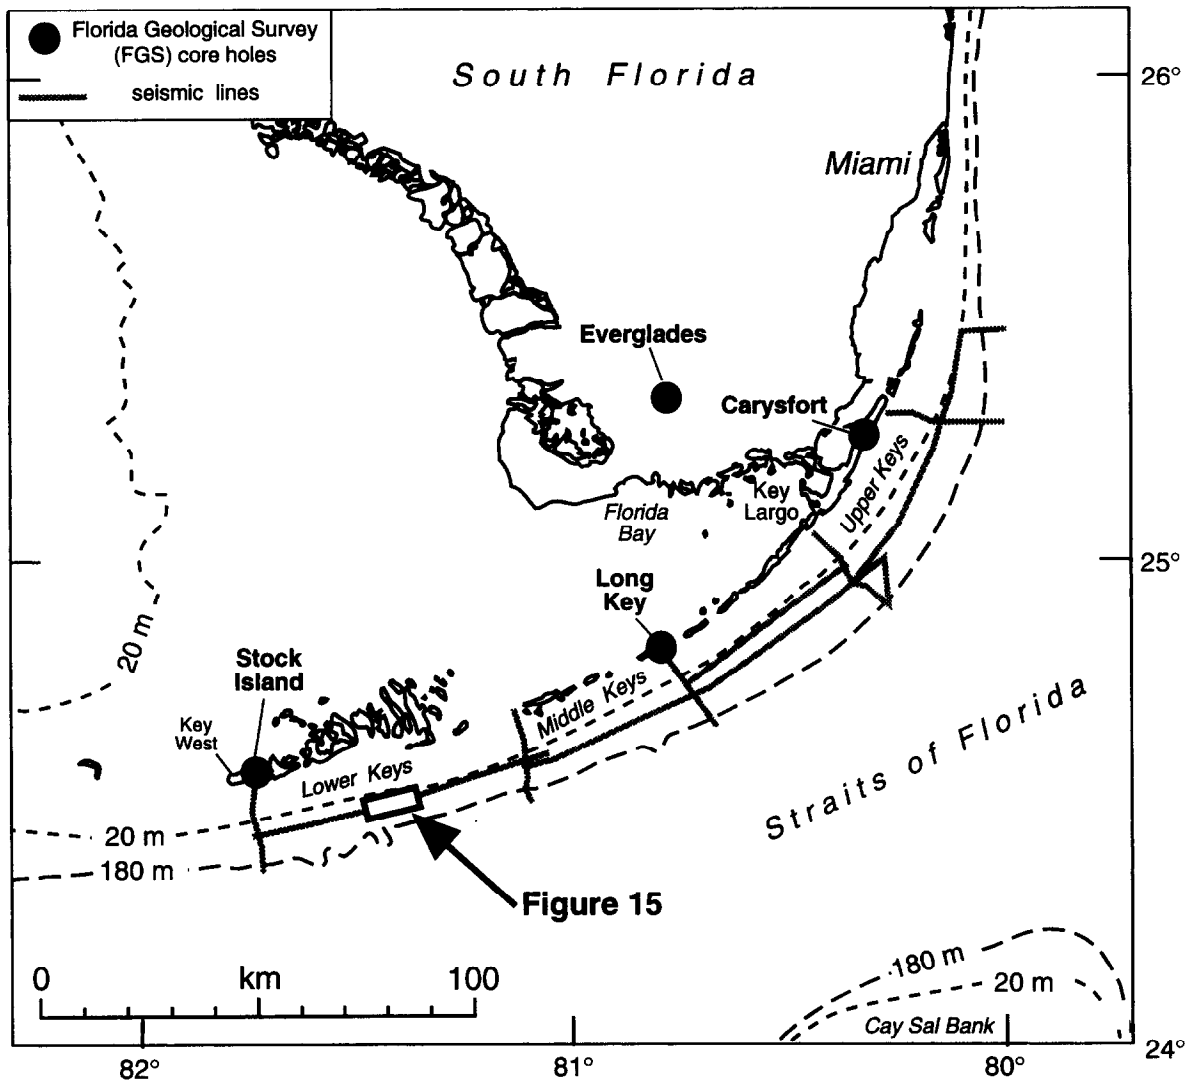 Florida Geological Survey
(FGS) core holes
seismic lines
South Florida
26°
Miami
Everglades
Carysfort
Upper Keys
Key
Largo
Florida
Bay
25°
Long
Key
20 m
Stock
Island
Key
West
Middle Keys
Lower Keys
Straits of Florida
20 m
180 m
Figure 15
0 km 100
180 m
20 m
Cay Sal Bank
24°
82°
81°
80°